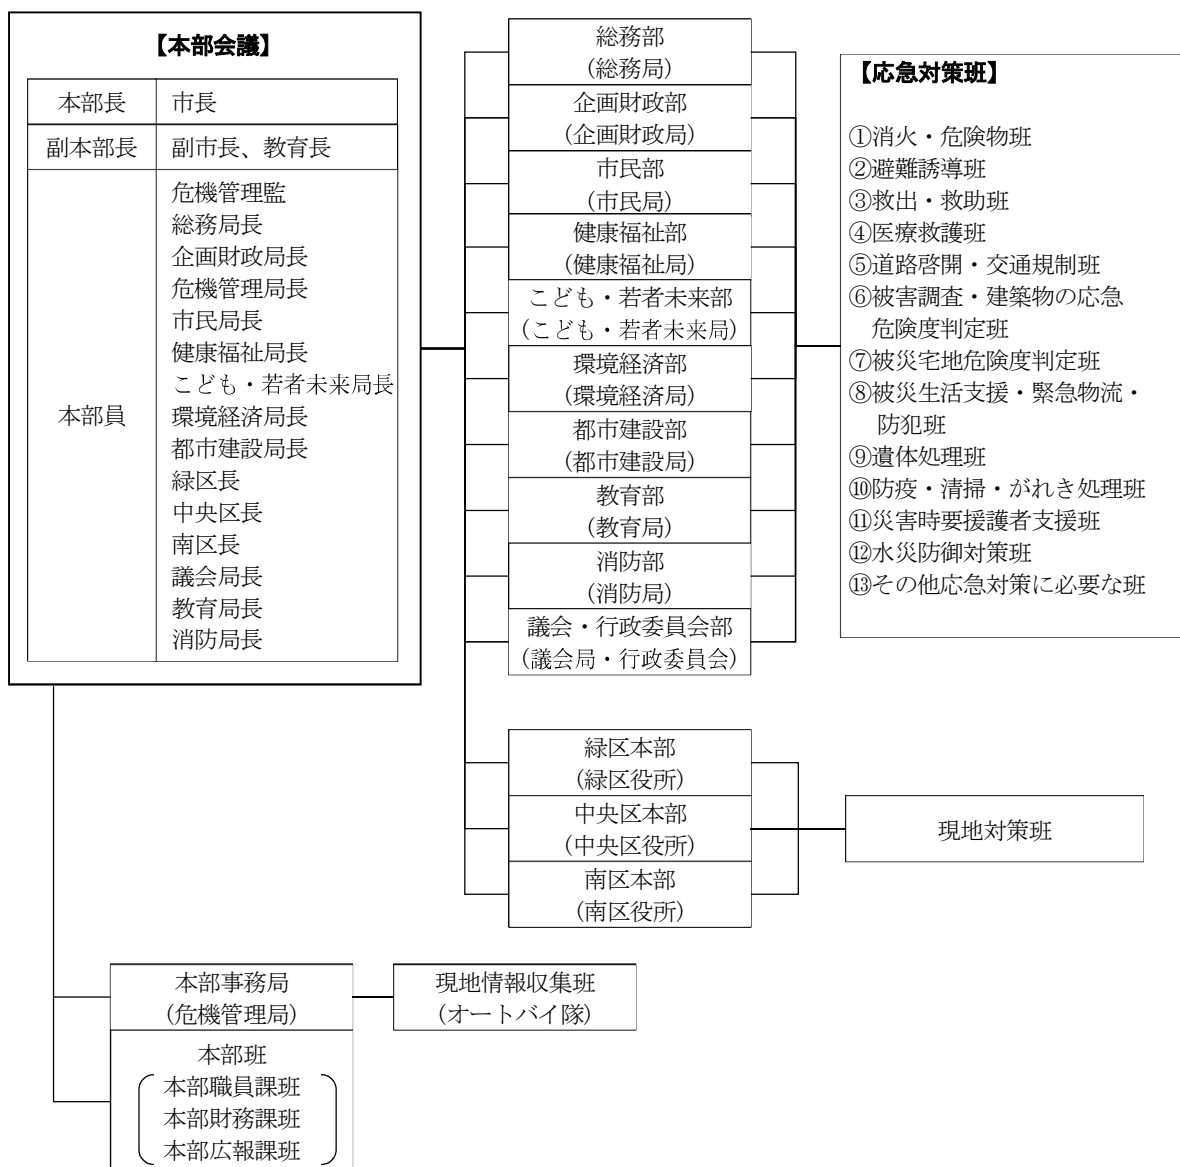 【本部会議】
本部長
市長
副本部長
副市長、教育長
本部員
危機管理監
総務局長
企画財政局長
危機管理局長
市民局長
健康福祉局長
こども・若者未来局長
環境経済局長
都市建設局長
緑区長
中央区長
南区長
議会局長
教育局長
消防局長
総務部
(総務局)
企画財政部
(企画財政局)
市民部
(市民局)
健康福祉部
(健康福祉局)
こども・若者未来部
(こども・若者未来局)
環境経済部
(環境経済局)
都市建設部
(都市建設局)
教育部
(教育局)
消防部
(消防局)
議会・行政委員会部
(議会局・行政委員会)
【応急対策班】
①消火・危険物班
②避難誘導班
③救出・救助班
④医療救護班
⑤道路啓開・交通規制班
⑥被害調査・建築物の応急
危険度判定班
⑦被災宅地危険度判定班
⑧被災生活支援・緊急物流・
防犯班
⑨遺体処理班
⑩防疫・清掃・がれき処理班
⑪災害時要援護者支援班
⑫水災防御対策班
⑬その他応急対策に必要な班
緑区本部
(緑区役所)
中央区本部
(中央区役所)
南区本部
(南区役所)
現地対策班
本部事務局
(危機管理局)
現地情報収集班
(オートバイ隊)
本部班
本部職員課班
本部財務課班
本部広報課班